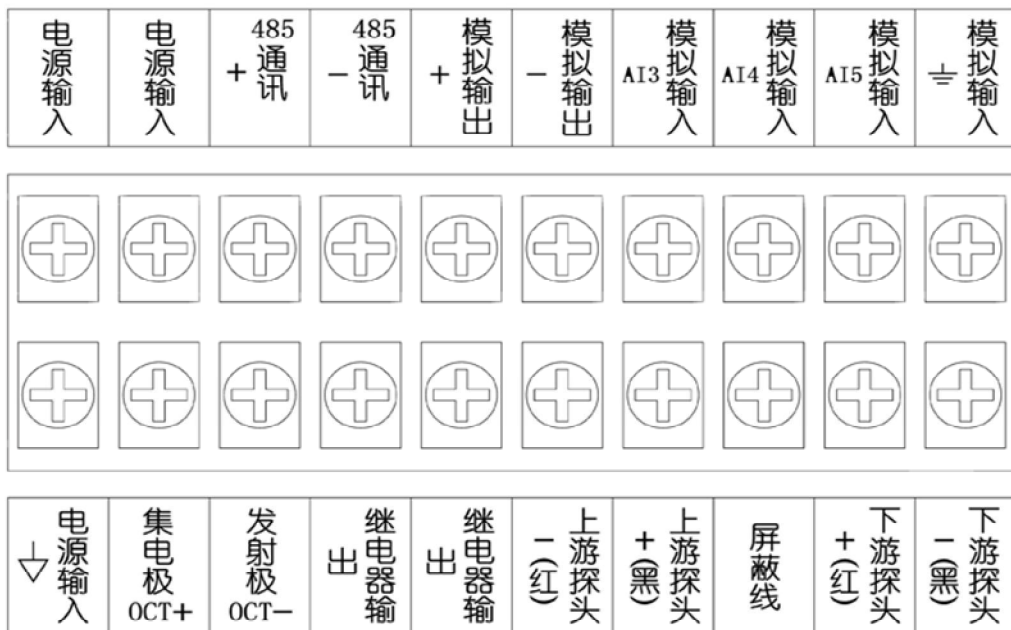 电源输入
电源输入
485
通讯
+
485
通讯
−
模拟输出
+
模拟输出
−
模拟输入
AI3
模拟输入
AI4
模拟输入
AI5
模拟输入
电源输入
集电极
OCT+
发射极
OCT−
继电器输
出
继电器输
出
上游探头
−(红)
上游探头
+(黑)
屏蔽线
下游探头
+(红)
下游探头
−(黑)